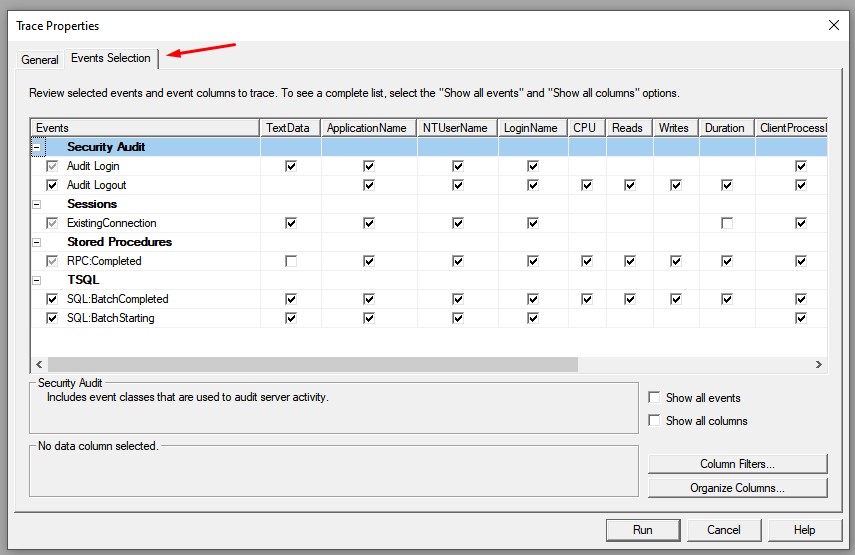 Trace Properties
General
Events Selection
Review selected events and event columns to trace. To see a complete list, select the "Show all events" and "Show all columns" options.
Events TextData ApplicationName NTUserName LoginName CPU Reads Writes Duration ClientProcessI
Security Audit
Audit Login
Audit Logout
Sessions
ExistingConnection
Stored Procedures
RPC:Completed
TSQL
SQL:BatchCompleted
SQL:BatchStarting
Security Audit
Includes event classes that are used to audit server activity.
Show all events
Show all columns
No data column selected.
Column Filters...
Organize Columns...
Run Cancel Help